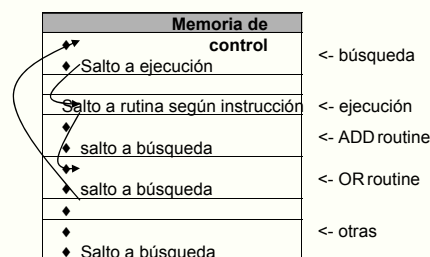 Memoria de
control
<- búsqueda
♦ Salto a ejecución
Salto a rutina según instrucción <- ejecución
<- ADD routine
♦ salto a búsqueda
<- OR routine
♦ salto a búsqueda
<- otras
♦ Salto a búsqueda